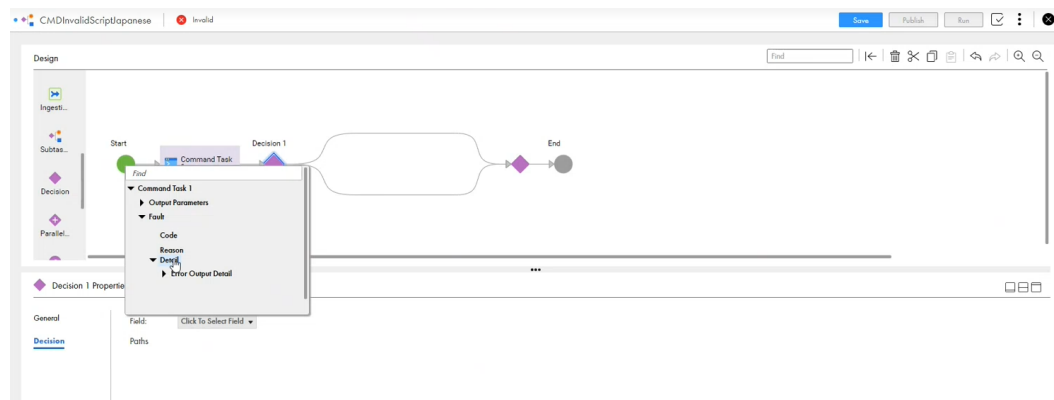 CMDInvalidScriptJapanese Invalid Save Publish Run
Design Find
Ingesti...
Subtas...
Decision
Parallel...
Start Decision 1 End
Command Task
Find
Command Task 1
Output Parameters
Fault
Code
Reason
Detail
Error Output Detail
Decision 1 Propertie
General Field: Click To Select Field
Decision Paths